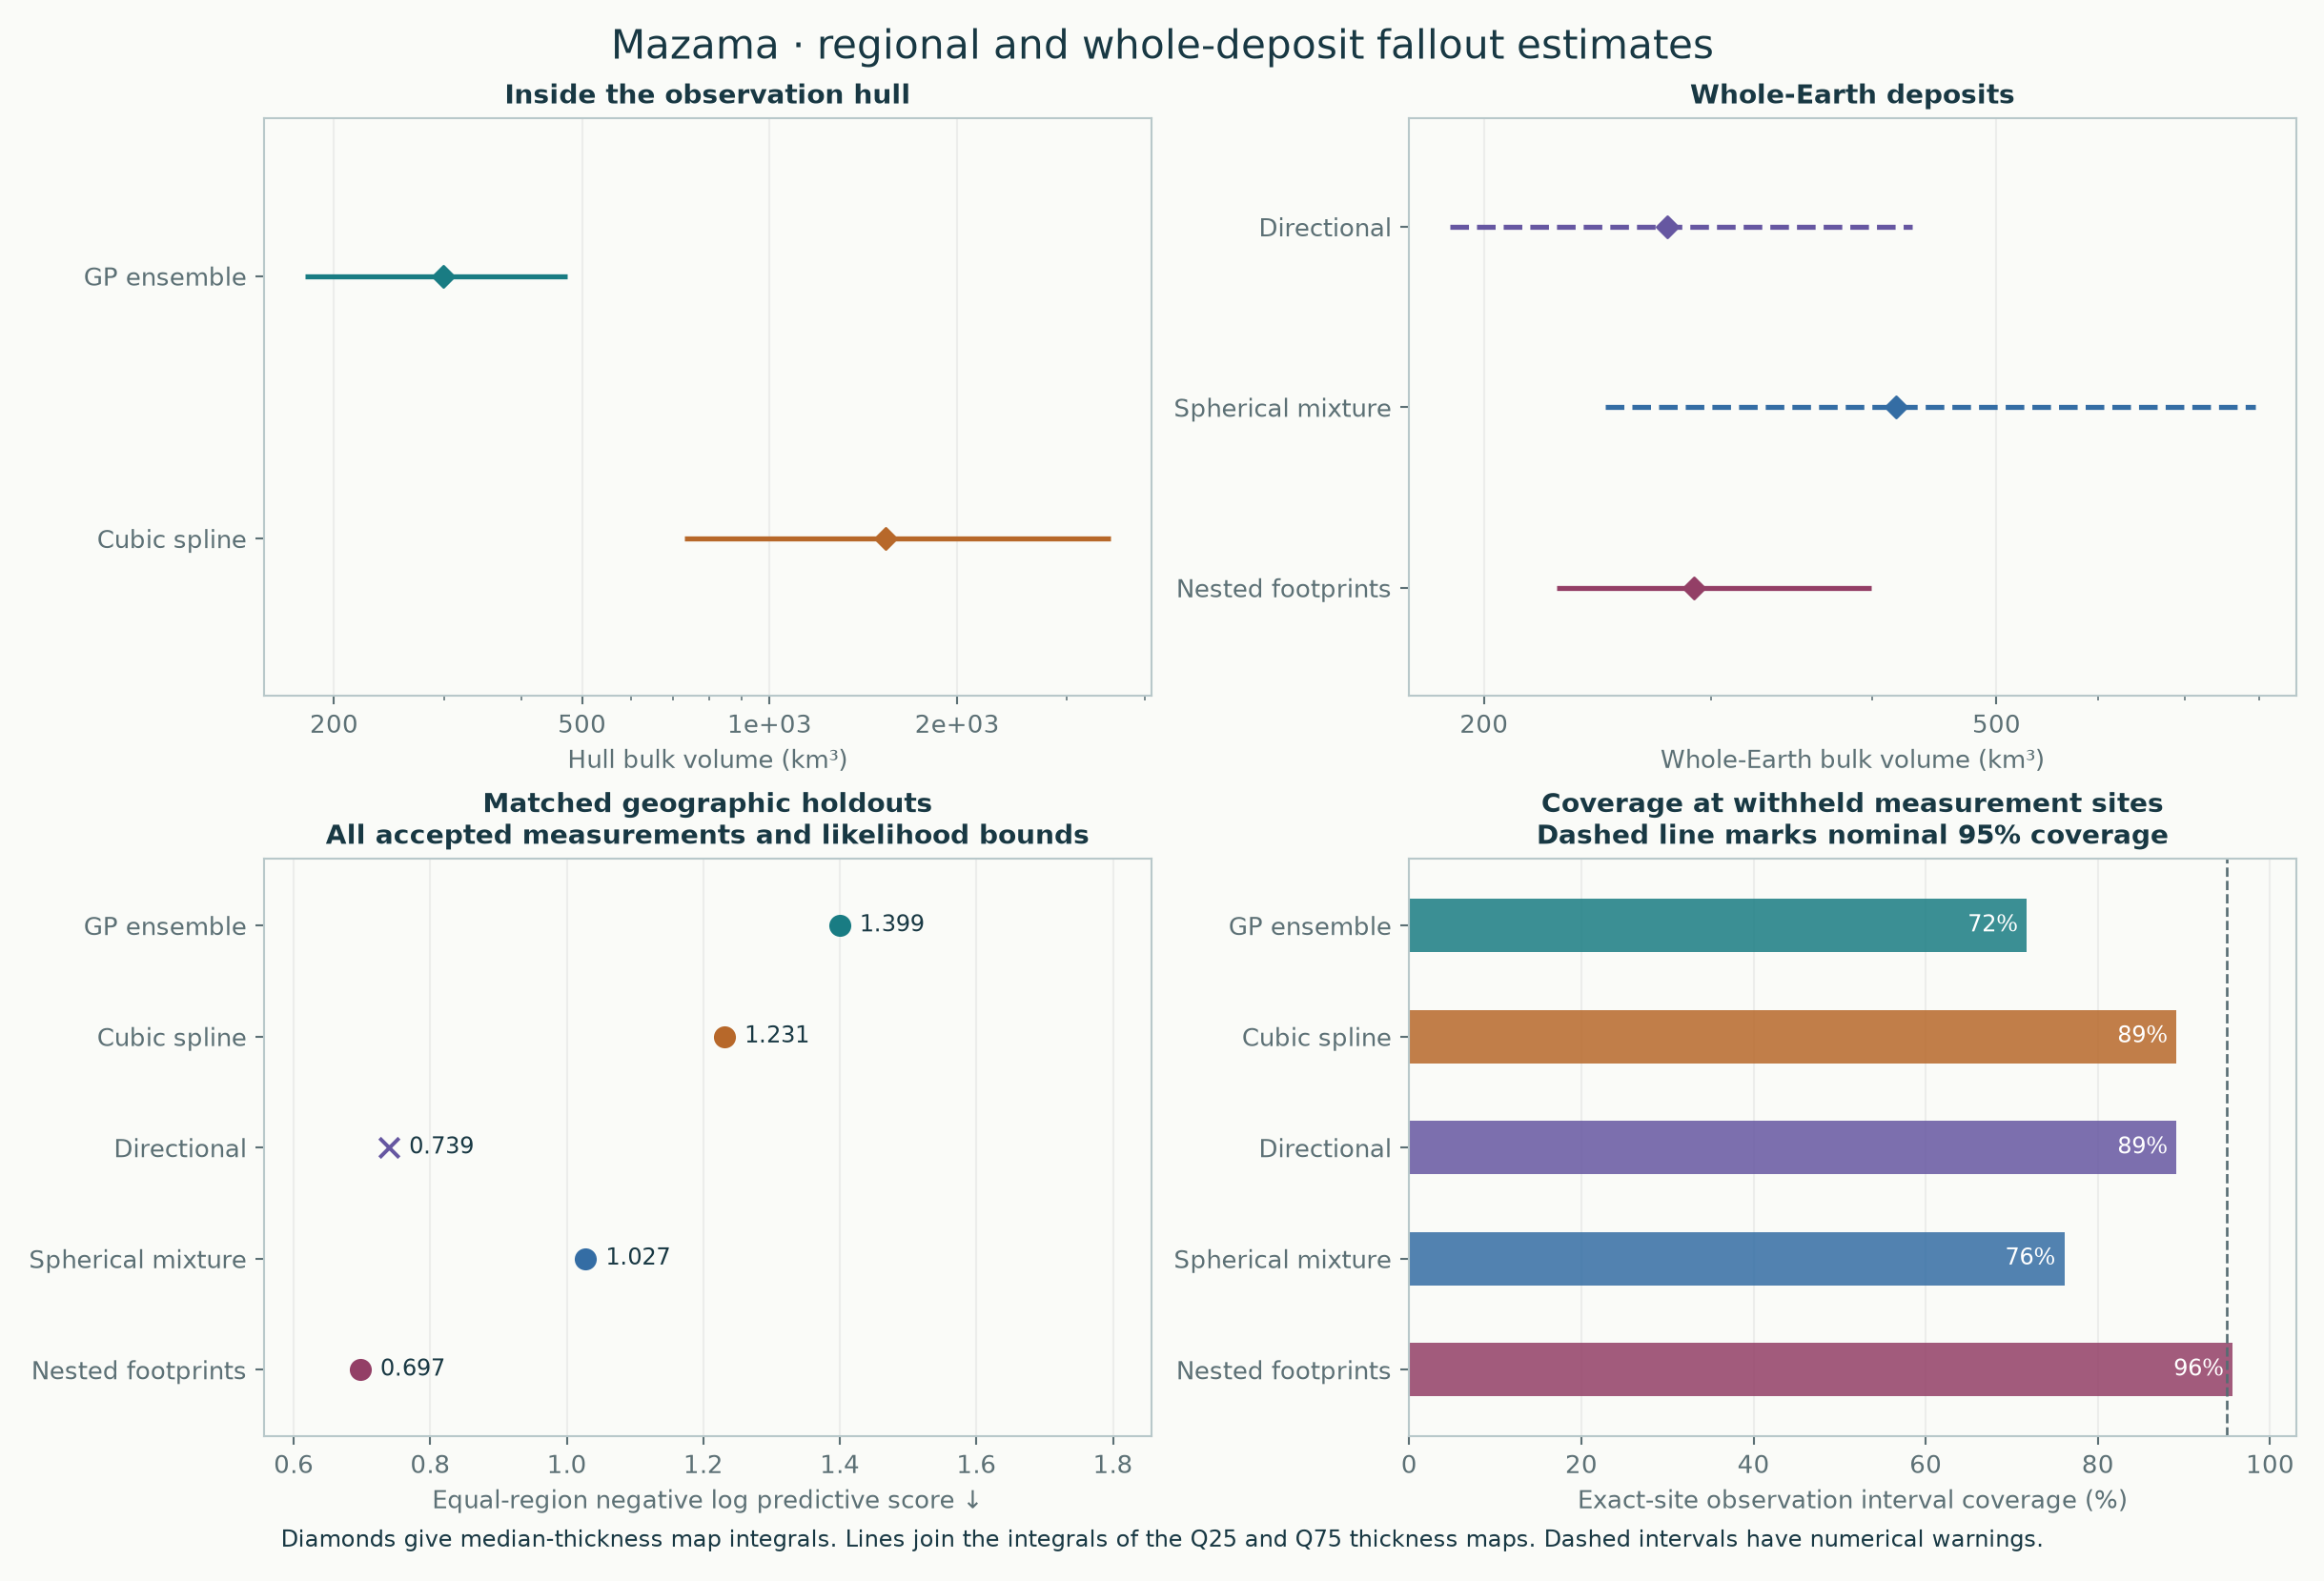 Mazama · regional and whole-deposit fallout estimates
Inside the observation hull
GP ensemble
Cubic spline
200 500 1e+03 2e+03
Hull bulk volume (km³)
Whole-Earth deposits
Directional
Spherical mixture
Nested footprints
200 500
Whole-Earth bulk volume (km³)
Matched geographic holdouts
All accepted measurements and likelihood bounds
GP ensemble 1.399
Cubic spline 1.231
Directional 0.739
Spherical mixture 1.027
Nested footprints 0.697
0.6 0.8 1.0 1.2 1.4 1.6 1.8
Equal-region negative log predictive score ↓
Coverage at withheld measurement sites
Dashed line marks nominal 95% coverage
GP ensemble 72%
Cubic spline 89%
Directional 89%
Spherical mixture 76%
Nested footprints 96%
0 20 40 60 80 100
Exact-site observation interval coverage (%)
Diamonds give median-thickness map integrals. Lines join the integrals of the Q25 and Q75 thickness maps. Dashed intervals have numerical warnings.